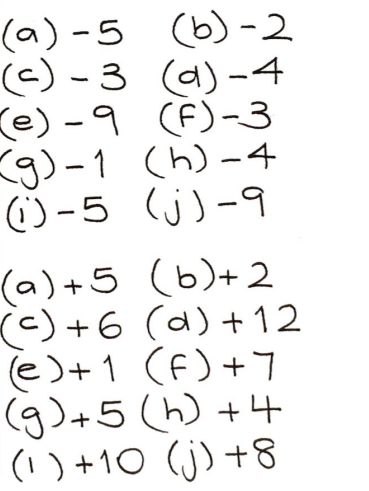 (a) -5 (b) -2
(c) -3 (d) -4
(e) -9 (f) -3
(g) -1 (h) -4
(i) -5 (j) -9
(a) +5 (b) +2
(c) +6 (d) +12
(e) +1 (f) +7
(g) +5 (h) +4
(i) +10 (j) +8